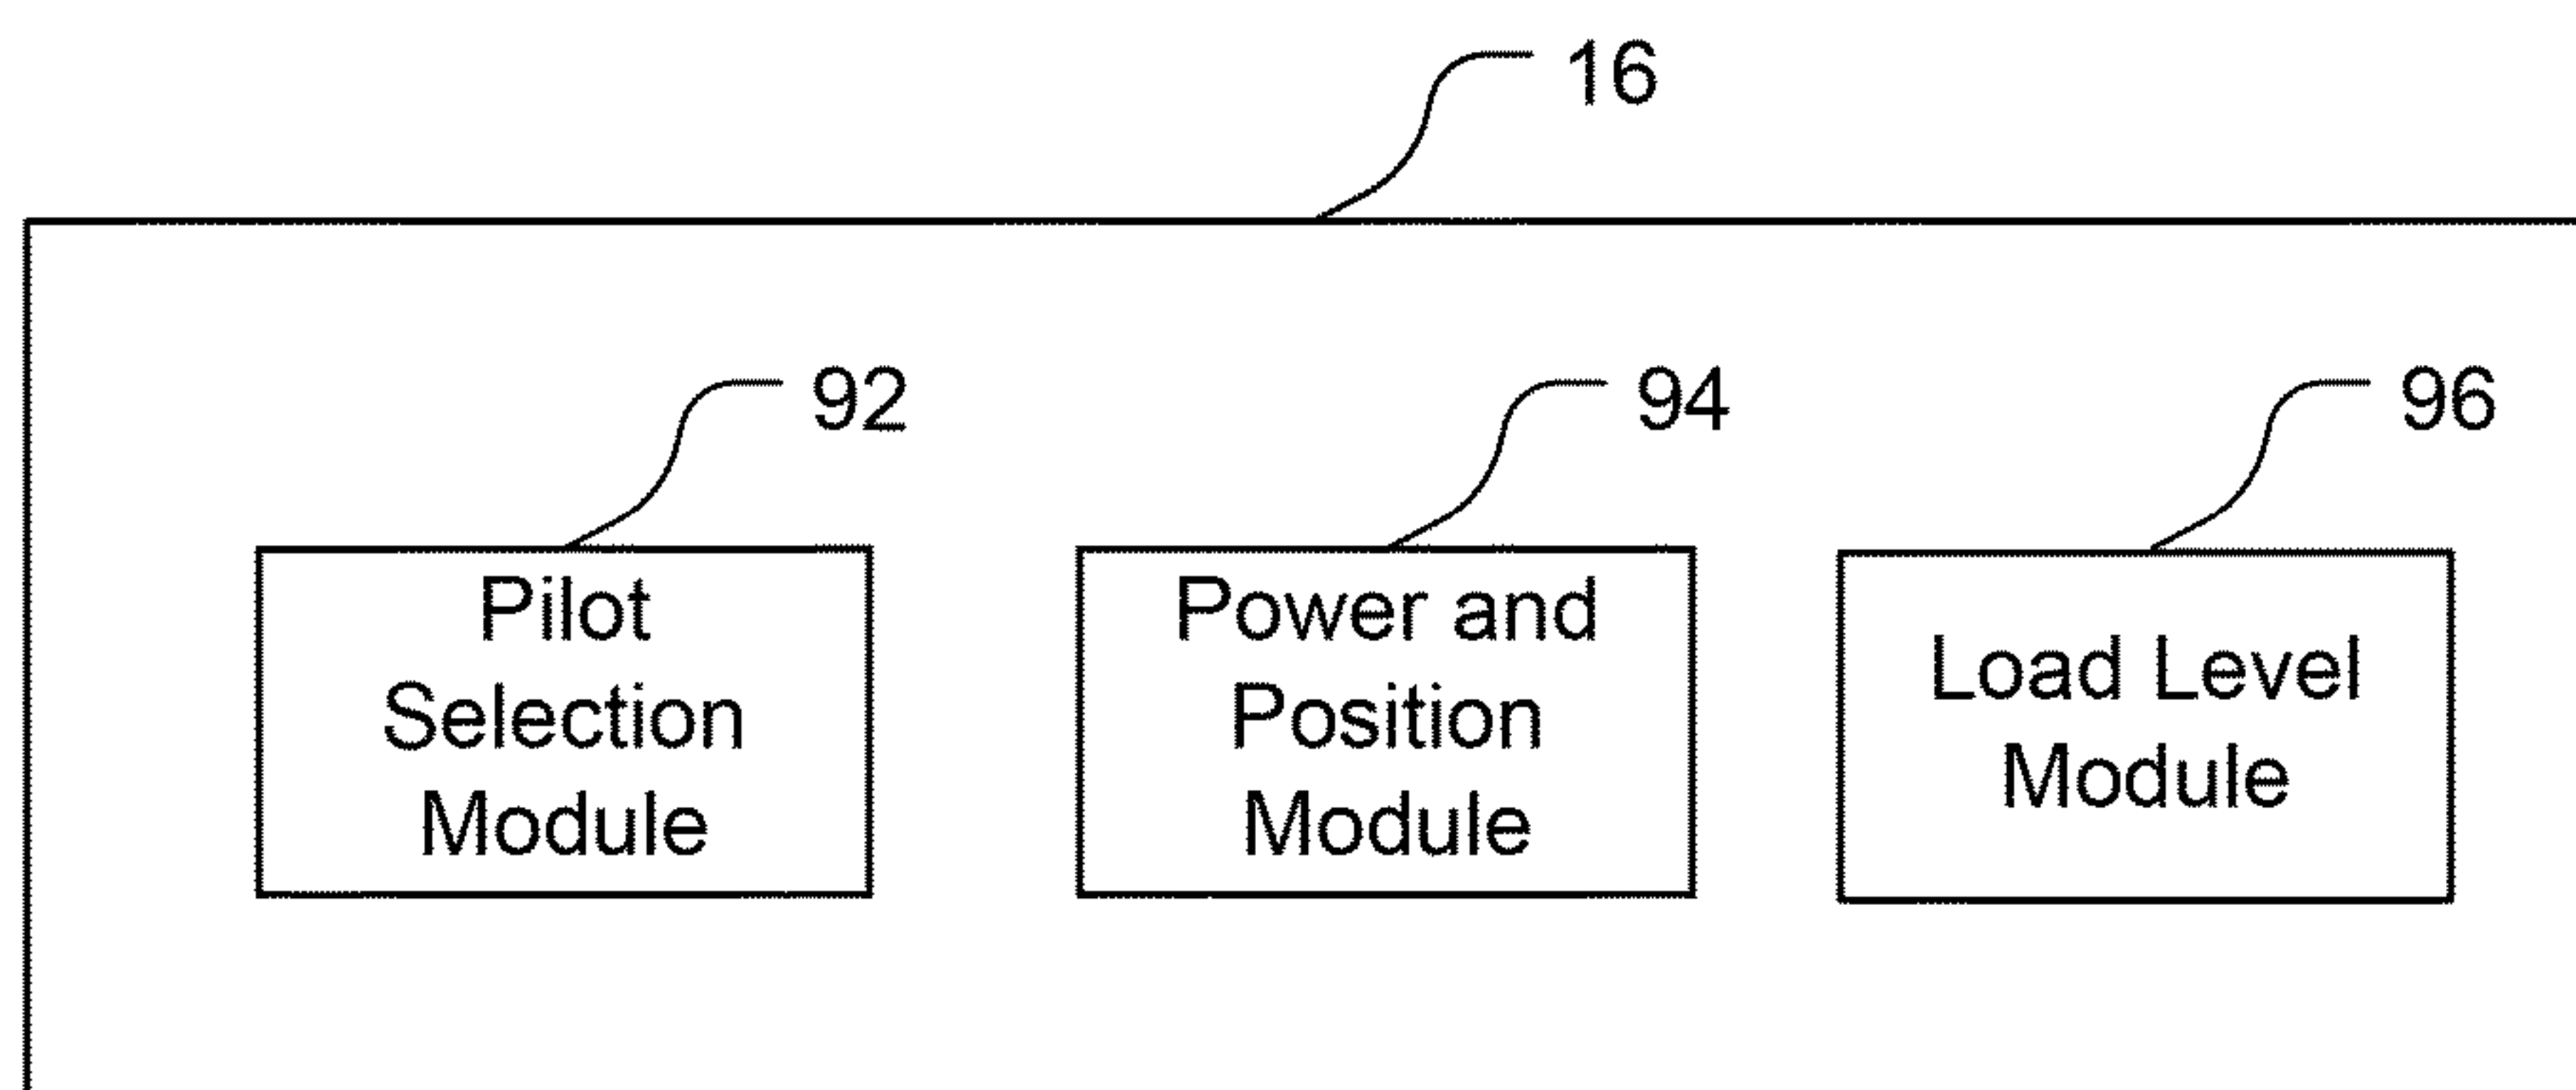 16
92
94
96
Pilot
Selection
Module
Power and
Position
Module
Load Level
Module